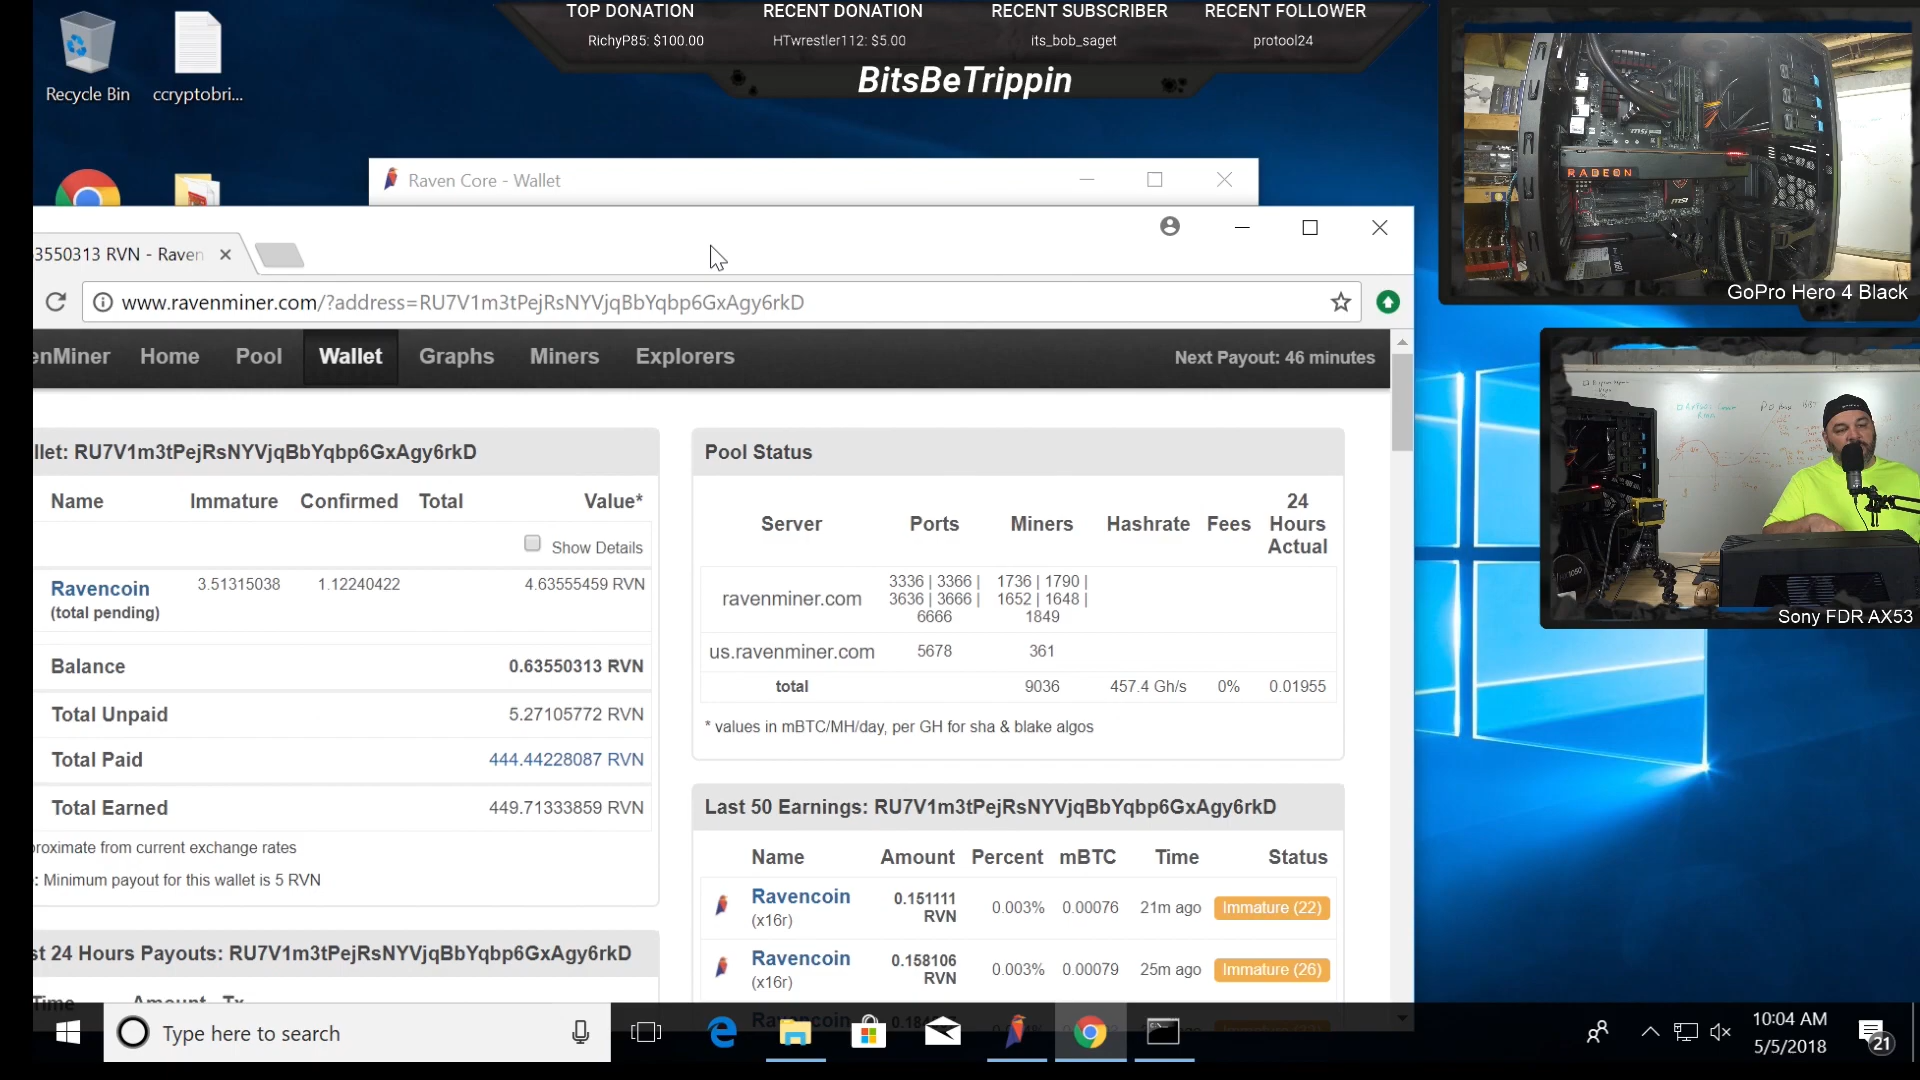 TOP DONATION
RichyP85: $100.00
RECENT DONATION
HTwrestler112: $5.00
RECENT SUBSCRIBER
its_bob_saget
RECENT FOLLOWER
protool24
BitsBeTrippin
Recycle Bin
ccryptobri...
RADEON
msi
msi
GoPro Hero 4 Black
Sony FDR AX53
Raven Core - Wallet
3550313 RVN - Raven
www.ravenminer.com/?address=RU7V1m3tPejRsNYVjqBbYqbp6GxAgy6rkD
enMiner Home Pool Wallet Graphs Miners Explorers Next Payout: 46 minutes
llet: RU7V1m3tPejRsNYVjqBbYqbp6GxAgy6rkD
Name Immature Confirmed Total Value*
Show Details
Ravencoin 3.51315038 1.12240422 4.63555459 RVN
(total pending)
Balance 0.63550313 RVN
Total Unpaid 5.27105772 RVN
Total Paid 444.44228087 RVN
Total Earned 449.71333859 RVN
proximate from current exchange rates
: Minimum payout for this wallet is 5 RVN
st 24 Hours Payouts: RU7V1m3tPejRsNYVjqBbYqbp6GxAgy6rkD
Time Amount Tx
Pool Status
Server Ports Miners Hashrate Fees 24
Hours
Actual
ravenminer.com 3336 | 3366 | 1736 | 1790 |
3636 | 3666 | 1652 | 1648 |
6666 1849
us.ravenminer.com 5678 361
total 9036 457.4 Gh/s 0% 0.01955
* values in mBTC/MH/day, per GH for sha & blake algos
Last 50 Earnings: RU7V1m3tPejRsNYVjqBbYqbp6GxAgy6rkD
Name Amount Percent mBTC Time Status
Ravencoin 0.151111 0.003% 0.00076 21m ago Immature (22)
(x16r) RVN
Ravencoin 0.158106 0.003% 0.00079 25m ago Immature (26)
(x16r) RVN
Ravencoin
Type here to search
10:04 AM
5/5/2018
21